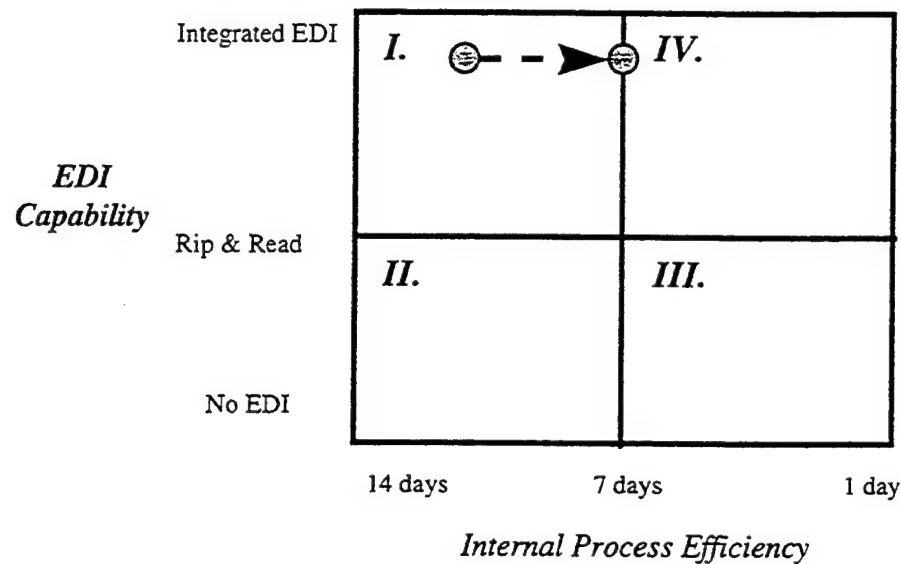 Integrated EDI
I.
IV.
EDI
Capability
Rip & Read
II.
III.
No EDI
14 days
7 days
1 day
Internal Process Efficiency